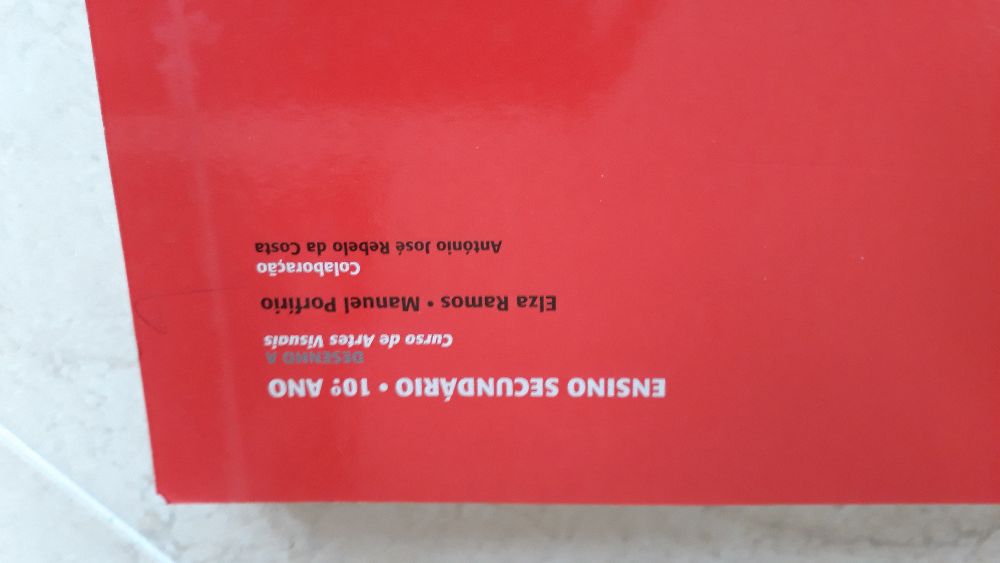 ENSINO SECUNDÁRIO • 10º ANO
DESENHO A
Curso de Artes Visuais
Elza Ramos • Manuel Porfírio
Colaboração
António José Rebelo da Costa